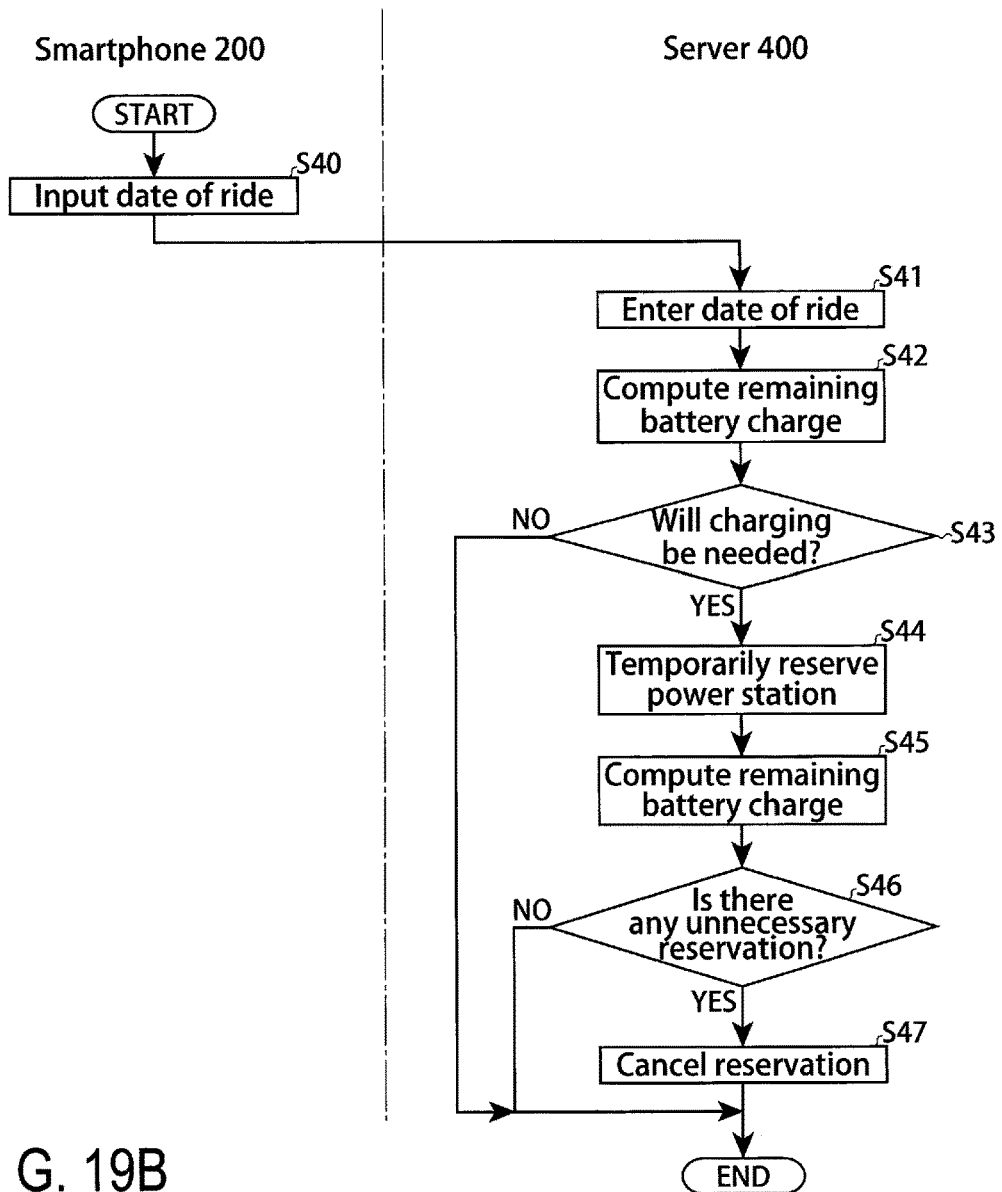 Smartphone 200
Server 400
START
S40
Input date of ride
S41
Enter date of ride
S42
Compute remaining
battery charge
NO
Will charging
be needed?
S43
YES
S44
Temporarily reserve
power station
S45
Compute remaining
battery charge
S46
NO
Is there
any unnecessary
reservation?
YES
S47
Cancel reservation
END
G. 19B